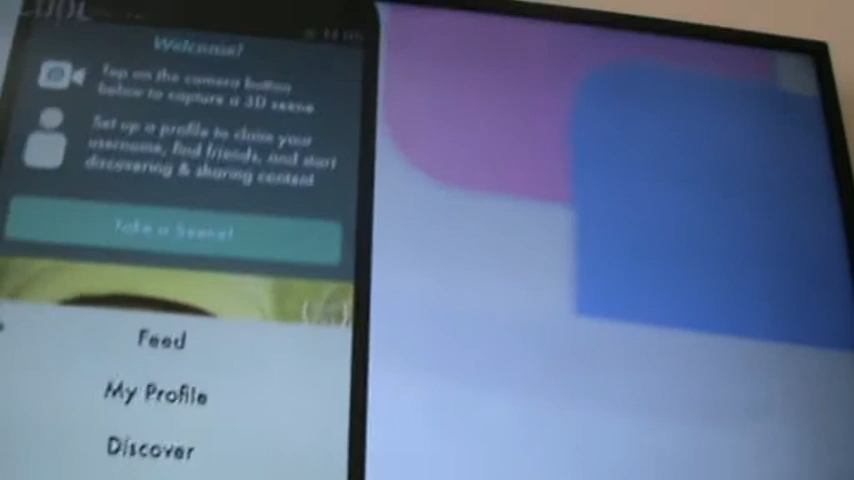 Welcome!
Tap on the camera button
below to capture a 3D scene
Set up a profile to claim your
username, find friends, and start
discovering & sharing content
Take a Scene!
Feed
My Profile
Discover